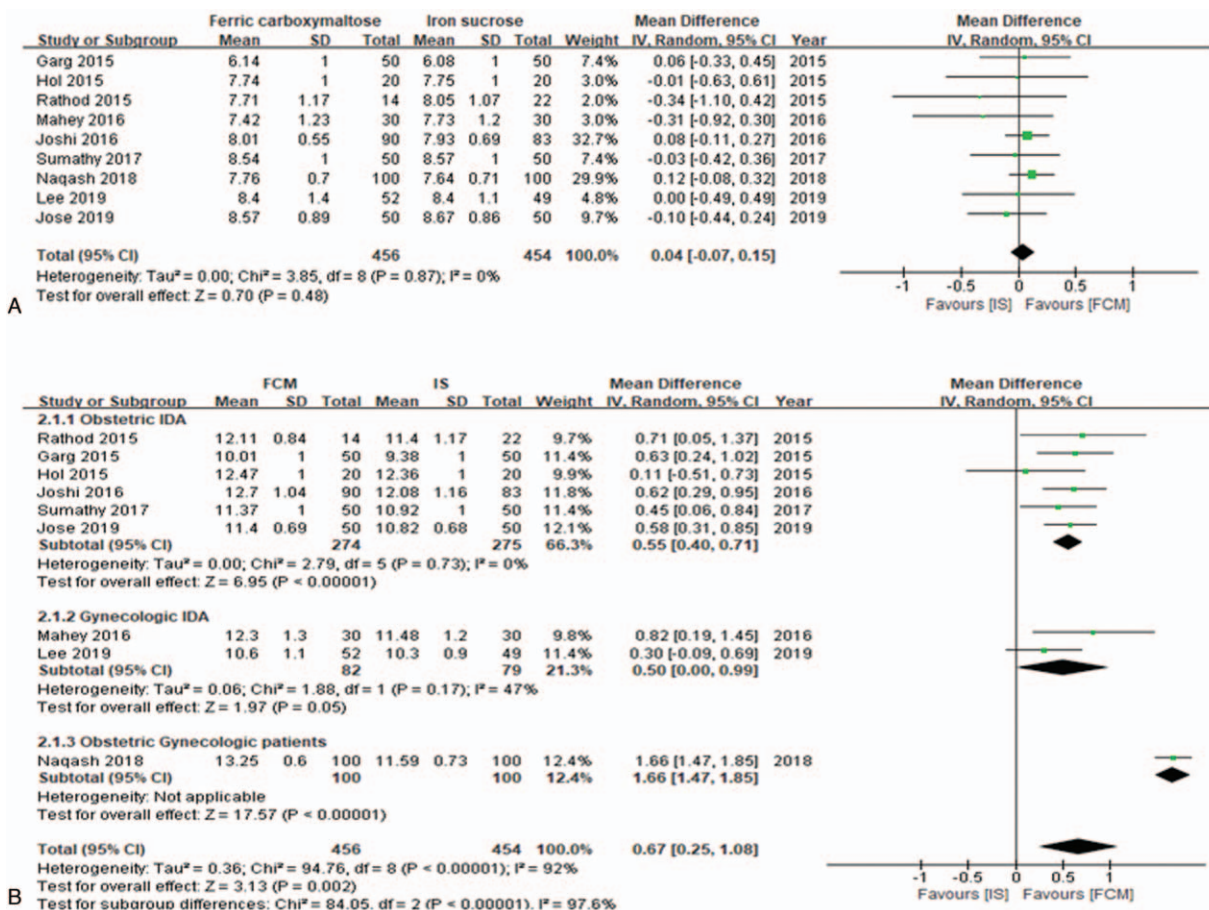 Ferric carboxymaltose Iron sucrose Mean Difference Mean Difference
Study or Subgroup Mean SD Total Mean SD Total Weight IV, Random, 95% CI Year IV, Random, 95% CI
Garg 2015 6.14 1 50 6.08 1 50 7.4% 0.06 [-0.33, 0.45] 2015
Hol 2015 7.74 1 20 7.75 1 20 3.0% -0.01 [-0.63, 0.61] 2015
Rathod 2015 7.71 1.17 14 8.05 1.07 22 2.0% -0.34 [-1.10, 0.42] 2015
Mahey 2016 7.42 1.23 30 7.73 1.2 30 3.0% -0.31 [-0.92, 0.30] 2016
Joshi 2016 8.01 0.55 90 7.93 0.69 83 32.7% 0.08 [-0.11, 0.27] 2016
Sumathy 2017 8.54 1 50 8.57 1 50 7.4% -0.03 [-0.42, 0.36] 2017
Naqash 2018 7.76 0.7 100 7.64 0.71 100 29.9% 0.12 [-0.08, 0.32] 2018
Lee 2019 8.4 1.4 52 8.4 1.1 49 4.8% 0.00 [-0.49, 0.49] 2019
Jose 2019 8.57 0.89 50 8.67 0.86 50 9.7% -0.10 [-0.44, 0.24] 2019
Total (95% CI) 456 454 100.0% 0.04 [-0.07, 0.15]
Heterogeneity: Tau² = 0.00; Chi² = 3.85, df = 8 (P = 0.87); I² = 0%
Test for overall effect: Z = 0.70 (P = 0.48)
-1 -0.5 0 0.5 1
Favours [IS] Favours [FCM]
A
FCM IS Mean Difference Mean Difference
Study or Subgroup Mean SD Total Mean SD Total Weight IV, Random, 95% CI Year IV, Random, 95% CI
2.1.1 Obstetric IDA
Rathod 2015 12.11 0.84 14 11.4 1.17 22 9.7% 0.71 [0.05, 1.37] 2015
Garg 2015 10.01 1 50 9.38 1 50 11.4% 0.63 [0.24, 1.02] 2015
Hol 2015 12.47 1 20 12.36 1 20 9.9% 0.11 [-0.51, 0.73] 2015
Joshi 2016 12.7 1.04 90 12.08 1.16 83 11.8% 0.62 [0.29, 0.95] 2016
Sumathy 2017 11.37 1 50 10.92 1 50 11.4% 0.45 [0.06, 0.84] 2017
Jose 2019 11.4 0.69 50 10.82 0.68 50 12.1% 0.58 [0.31, 0.85] 2019
Subtotal (95% CI) 274 275 66.3% 0.55 [0.40, 0.71]
Heterogeneity: Tau² = 0.00; Chi² = 2.79, df = 5 (P = 0.73); I² = 0%
Test for overall effect: Z = 6.95 (P < 0.00001)
2.1.2 Gynecologic IDA
Mahey 2016 12.3 1.3 30 11.48 1.2 30 9.8% 0.82 [0.19, 1.45] 2016
Lee 2019 10.6 1.1 52 10.3 0.9 49 11.4% 0.30 [-0.09, 0.69] 2019
Subtotal (95% CI) 82 79 21.3% 0.50 [0.00, 0.99]
Heterogeneity: Tau² = 0.06; Chi² = 1.88, df = 1 (P = 0.17); I² = 47%
Test for overall effect: Z = 1.97 (P = 0.05)
2.1.3 Obstetric Gynecologic patients
Naqash 2018 13.25 0.6 100 11.59 0.73 100 12.4% 1.66 [1.47, 1.85] 2018
Subtotal (95% CI) 100 100 12.4% 1.66 [1.47, 1.85]
Heterogeneity: Not applicable
Test for overall effect: Z = 17.57 (P < 0.00001)
Total (95% CI) 456 454 100.0% 0.67 [0.25, 1.08]
Heterogeneity: Tau² = 0.36; Chi² = 94.76, df = 8 (P < 0.00001); I² = 92%
Test for overall effect: Z = 3.13 (P = 0.002)
Test for subgroup differences: Chi² = 84.05, df = 2 (P < 0.00001), I² = 97.6%
-1 -0.5 0 0.5 1
Favours [IS] Favours [FCM]
B